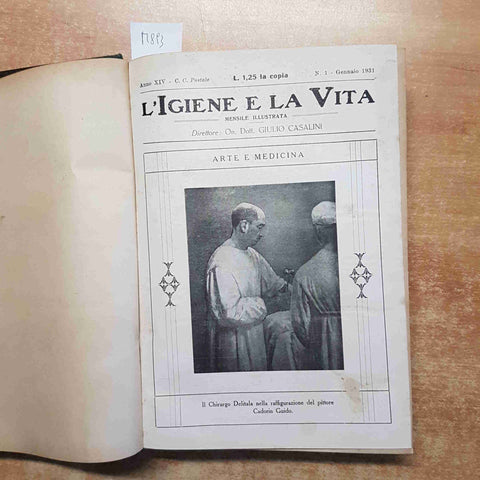 17893
Anno XIV - C. C. Postale L. 1,25 la copia N. 1 - Gennaio 1931
L'IGIENE E LA VITA
MENSILE ILLUSTRATA
Direttore: On. Dott. GIULIO CASALINI
ARTE E MEDICINA
Il Chirurgo Delitala nella raffigurazione del pittore
Cadorin Guido.